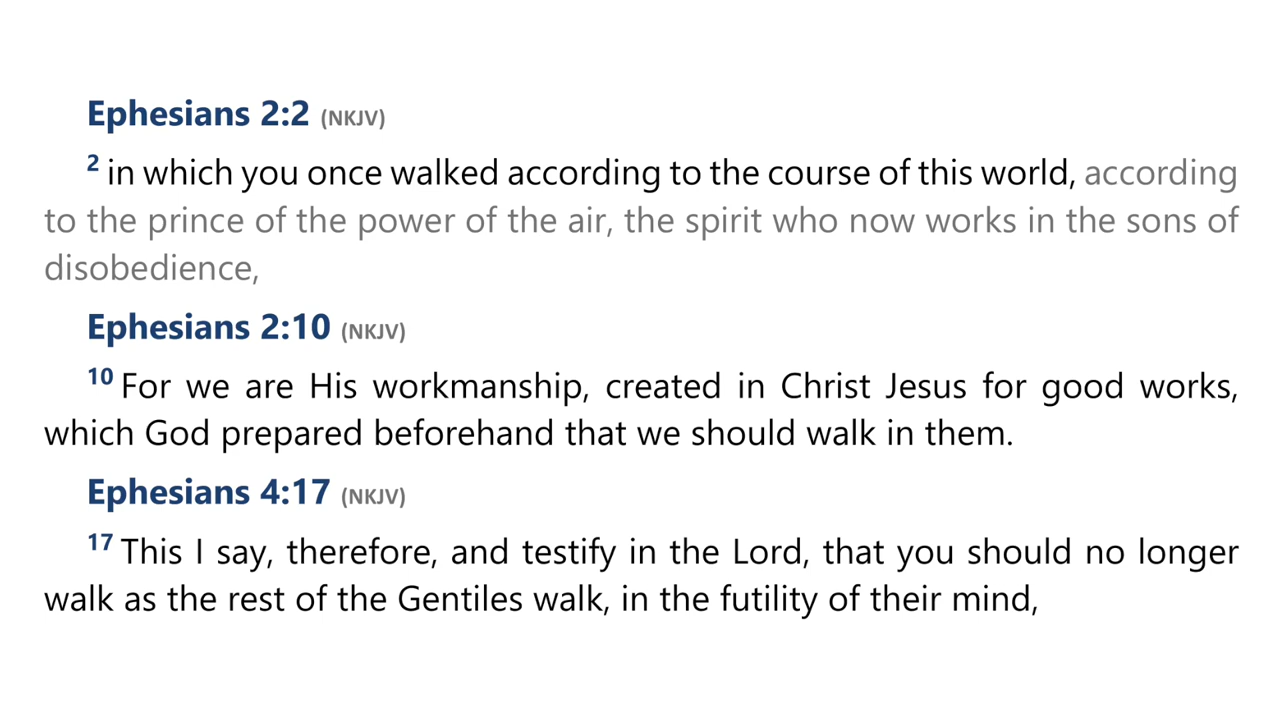 Ephesians 2:2 (NKJV)
2 in which you once walked according to the course of this world, according
to the prince of the power of the air, the spirit who now works in the sons of
disobedience,
Ephesians 2:10 (NKJV)
10 For we are His workmanship, created in Christ Jesus for good works,
which God prepared beforehand that we should walk in them.
Ephesians 4:17 (NKJV)
17 This I say, therefore, and testify in the Lord, that you should no longer
walk as the rest of the Gentiles walk, in the futility of their mind,